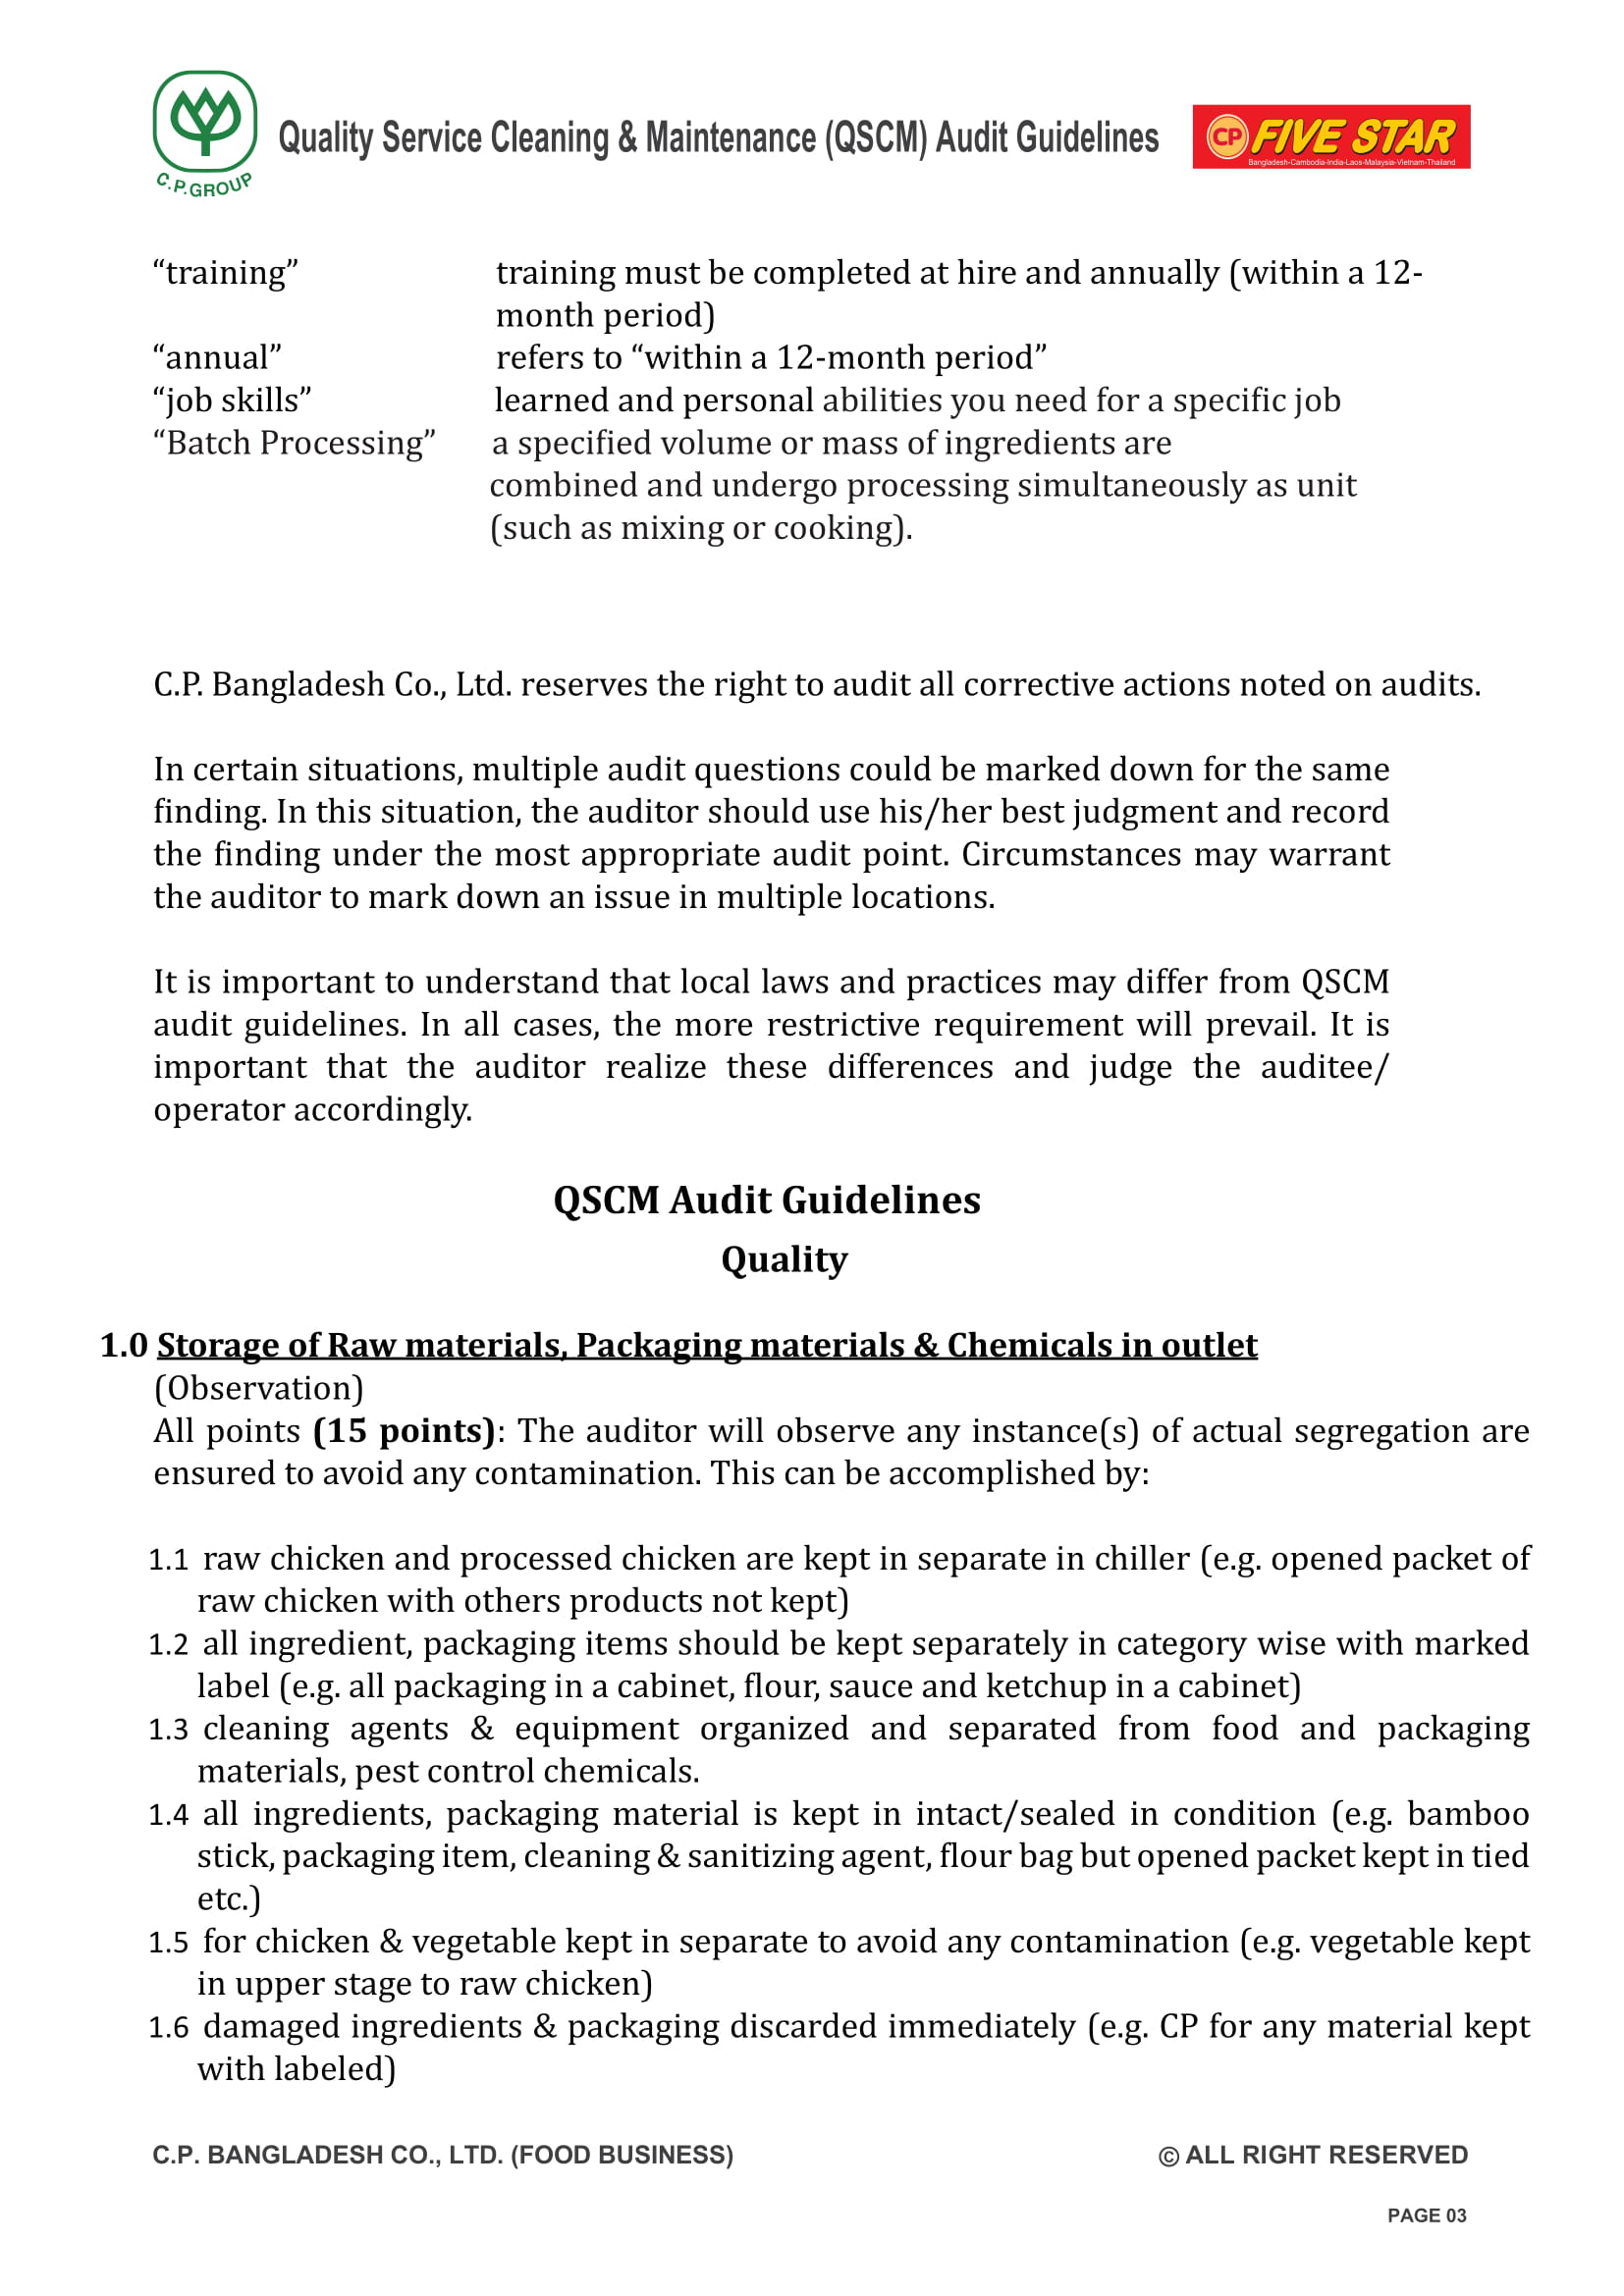 C.P.GROUP
Quality Service Cleaning & Maintenance (QSCM) Audit Guidelines
CP FIVE STAR
Bangladesh-Cambodia-India-Laos-Malaysia-Vietnam-Thailand
“training” training must be completed at hire and annually (within a 12-
month period)
“annual” refers to “within a 12-month period”
“job skills” learned and personal abilities you need for a specific job
“Batch Processing” a specified volume or mass of ingredients are
combined and undergo processing simultaneously as unit
(such as mixing or cooking).
C.P. Bangladesh Co., Ltd. reserves the right to audit all corrective actions noted on audits.
In certain situations, multiple audit questions could be marked down for the same
finding. In this situation, the auditor should use his/her best judgment and record
the finding under the most appropriate audit point. Circumstances may warrant
the auditor to mark down an issue in multiple locations.
It is important to understand that local laws and practices may differ from QSCM
audit guidelines. In all cases, the more restrictive requirement will prevail. It is
important that the auditor realize these differences and judge the auditee/
operator accordingly.
QSCM Audit Guidelines
Quality
1.0 Storage of Raw materials, Packaging materials & Chemicals in outlet
(Observation)
All points (15 points): The auditor will observe any instance(s) of actual segregation are
ensured to avoid any contamination. This can be accomplished by:
1.1 raw chicken and processed chicken are kept in separate in chiller (e.g. opened packet of
raw chicken with others products not kept)
1.2 all ingredient, packaging items should be kept separately in category wise with marked
label (e.g. all packaging in a cabinet, flour, sauce and ketchup in a cabinet)
1.3 cleaning agents & equipment organized and separated from food and packaging
materials, pest control chemicals.
1.4 all ingredients, packaging material is kept in intact/sealed in condition (e.g. bamboo
stick, packaging item, cleaning & sanitizing agent, flour bag but opened packet kept in tied
etc.)
1.5 for chicken & vegetable kept in separate to avoid any contamination (e.g. vegetable kept
in upper stage to raw chicken)
1.6 damaged ingredients & packaging discarded immediately (e.g. CP for any material kept
with labeled)
C.P. BANGLADESH CO., LTD. (FOOD BUSINESS) © ALL RIGHT RESERVED
PAGE 03